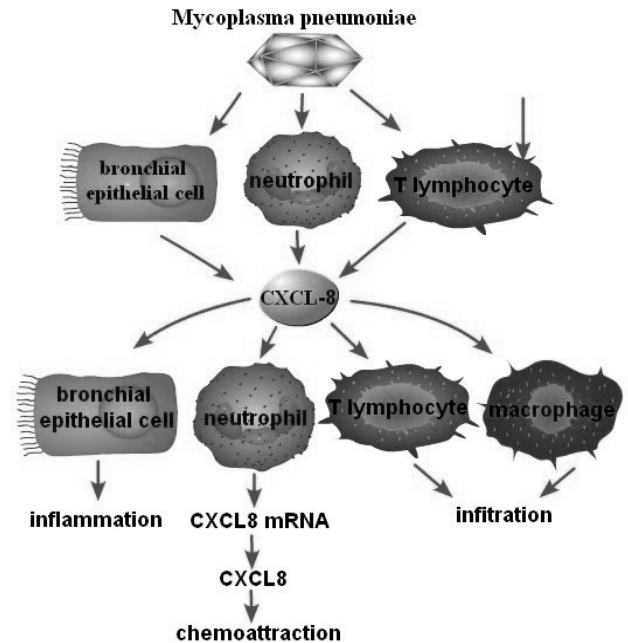 Mycoplasma pneumoniae
bronchial
epithelial cell
neutrophil
T lymphocyte
CXCL-8
bronchial
epithelial cell
neutrophil
T lymphocyte
macrophage
inflammation
CXCL8 mRNA
infitration
CXCL8
chemoattraction